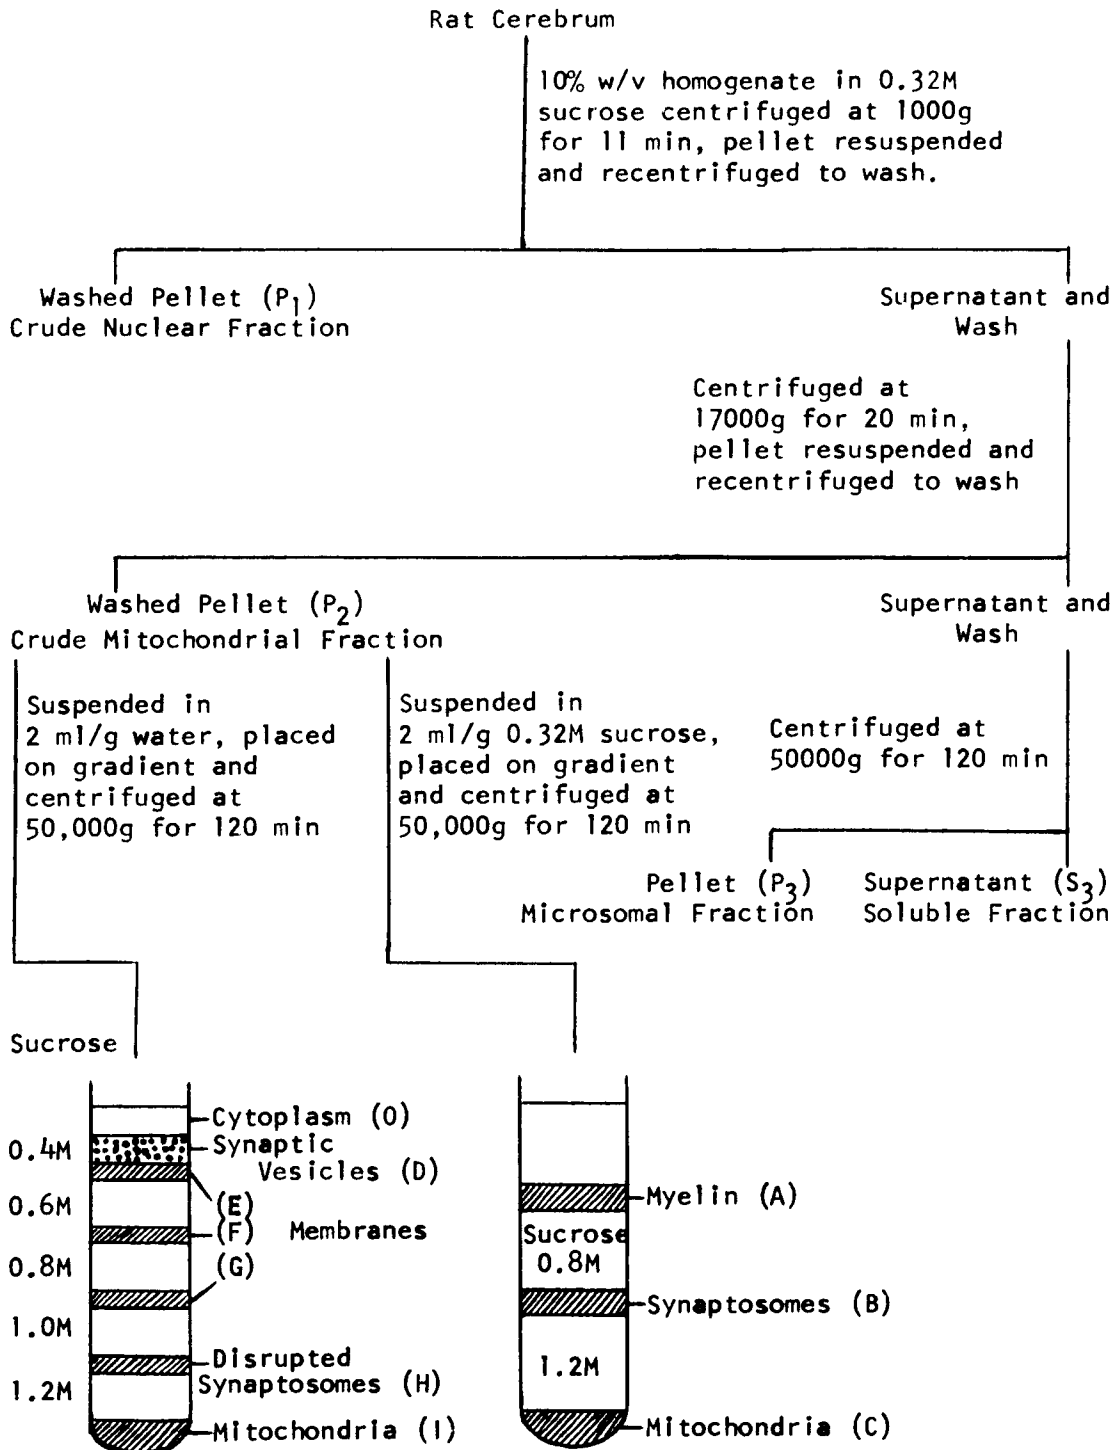 Rat Cerebrum
10% w/v homogenate in 0.32M
sucrose centrifuged at 1000g
for 11 min, pellet resuspended
and recentrifuged to wash.
Washed Pellet (P1)
Crude Nuclear Fraction
Supernatant and
Wash
Centrifuged at
17000g for 20 min,
pellet resuspended and
recentrifuged to wash
Washed Pellet (P2)
Crude Mitochondrial Fraction
Supernatant and
Wash
Suspended in
2 ml/g water, placed
on gradient and
centrifuged at
50,000g for 120 min
Suspended in
2 ml/g 0.32M sucrose,
placed on gradient
and centrifuged at
50,000g for 120 min
Centrifuged at
50000g for 120 min
Pellet (P3)
Microsomal Fraction
Supernatant (S3)
Soluble Fraction
Sucrose
0.4M
0.6M
0.8M
1.0M
1.2M
Cytoplasm (O)
Synaptic
Vesicles (D)
(E)
(F) Membranes
(G)
Disrupted
Synaptosomes (H)
Mitochondria (I)
Myelin (A)
Sucrose
0.8M
Synaptosomes (B)
1.2M
Mitochondria (C)